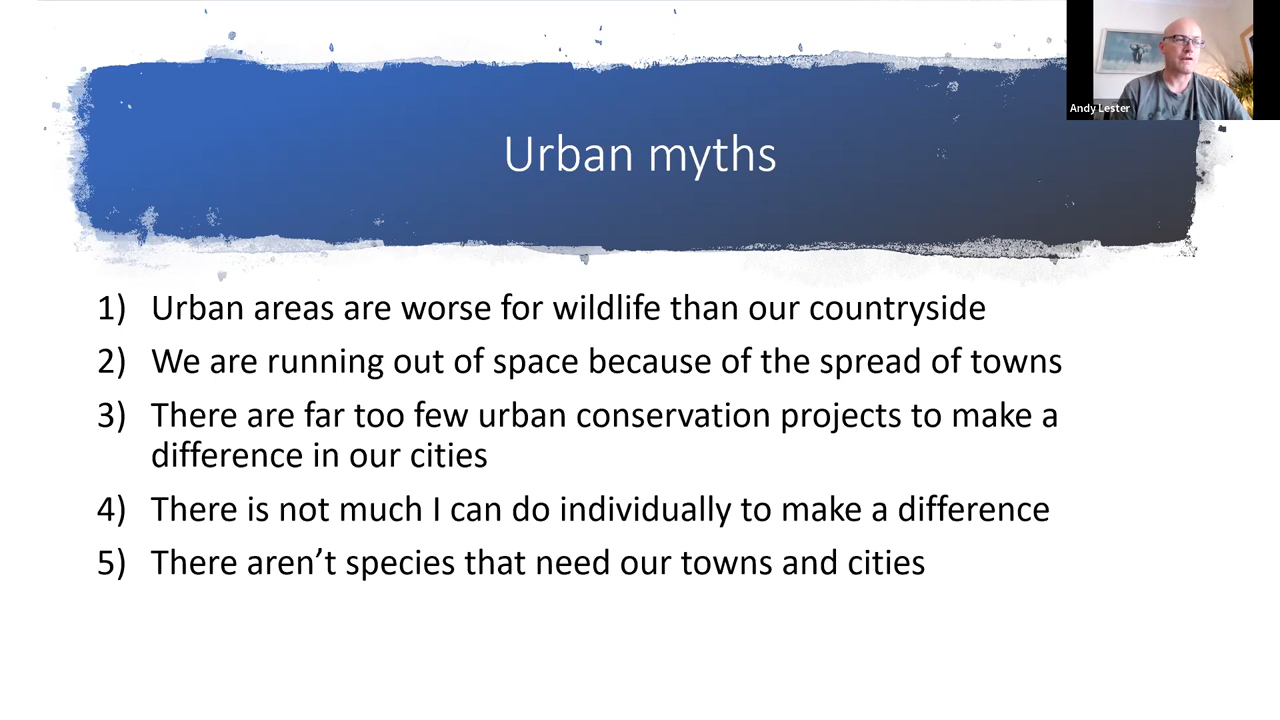 Andy Lester
Urban myths
1) Urban areas are worse for wildlife than our countryside
2) We are running out of space because of the spread of towns
3) There are far too few urban conservation projects to make a
difference in our cities
4) There is not much I can do individually to make a difference
5) There aren’t species that need our towns and cities